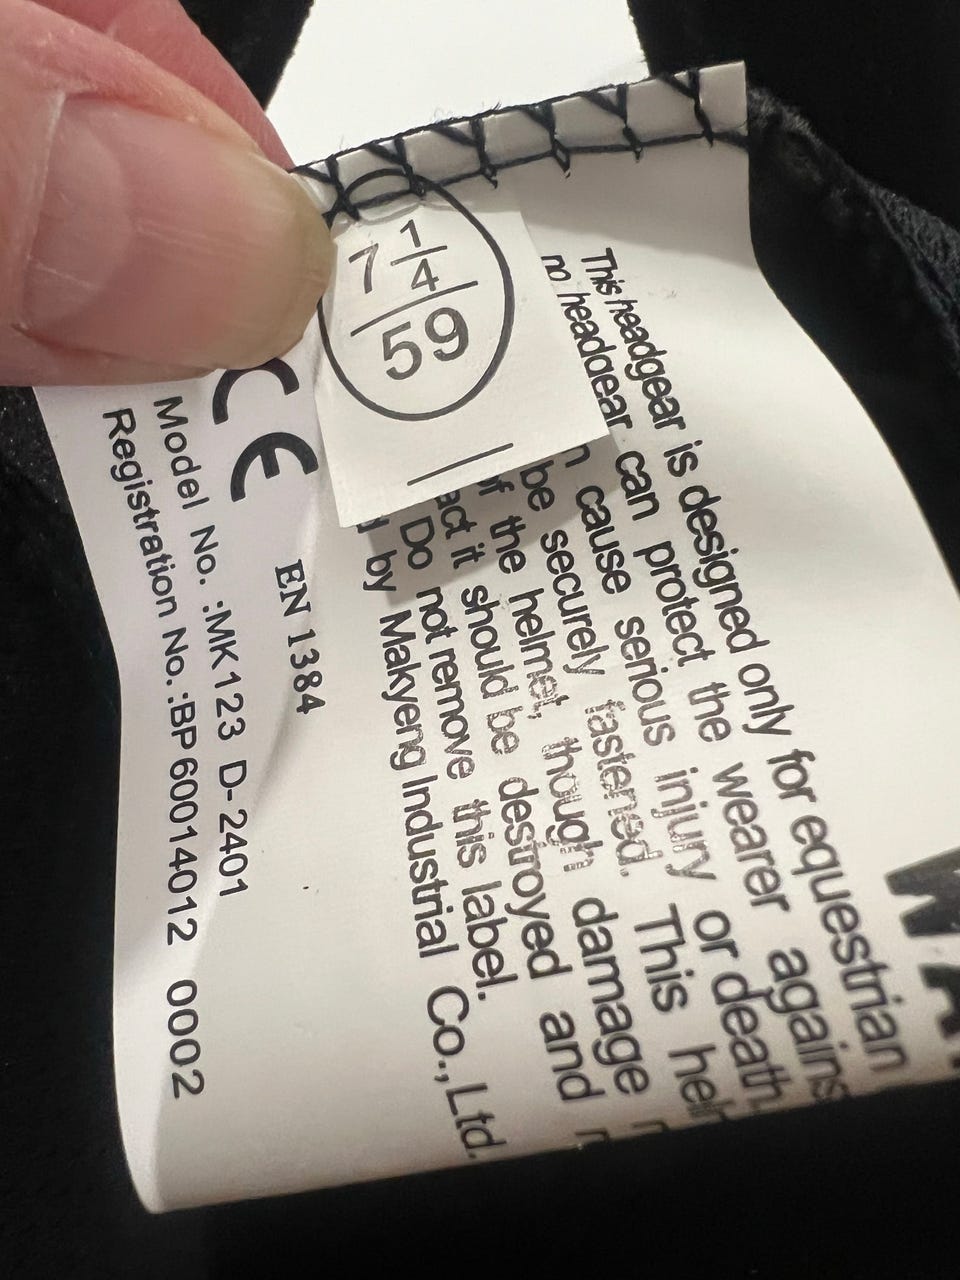 7 1/4
59
This headgear is designed only for equestrian
no headgear can protect the wearer agains
cause serious injury or death.
be securely fastened. This hel
of the helmet, though damage
act it should be destroyed and
Do not remove this label.
by Makyeng Industrial Co.,Ltd.
CE EN 1384
Model No. :MK123 D-2401
Registration No.:BP 60014012 0002